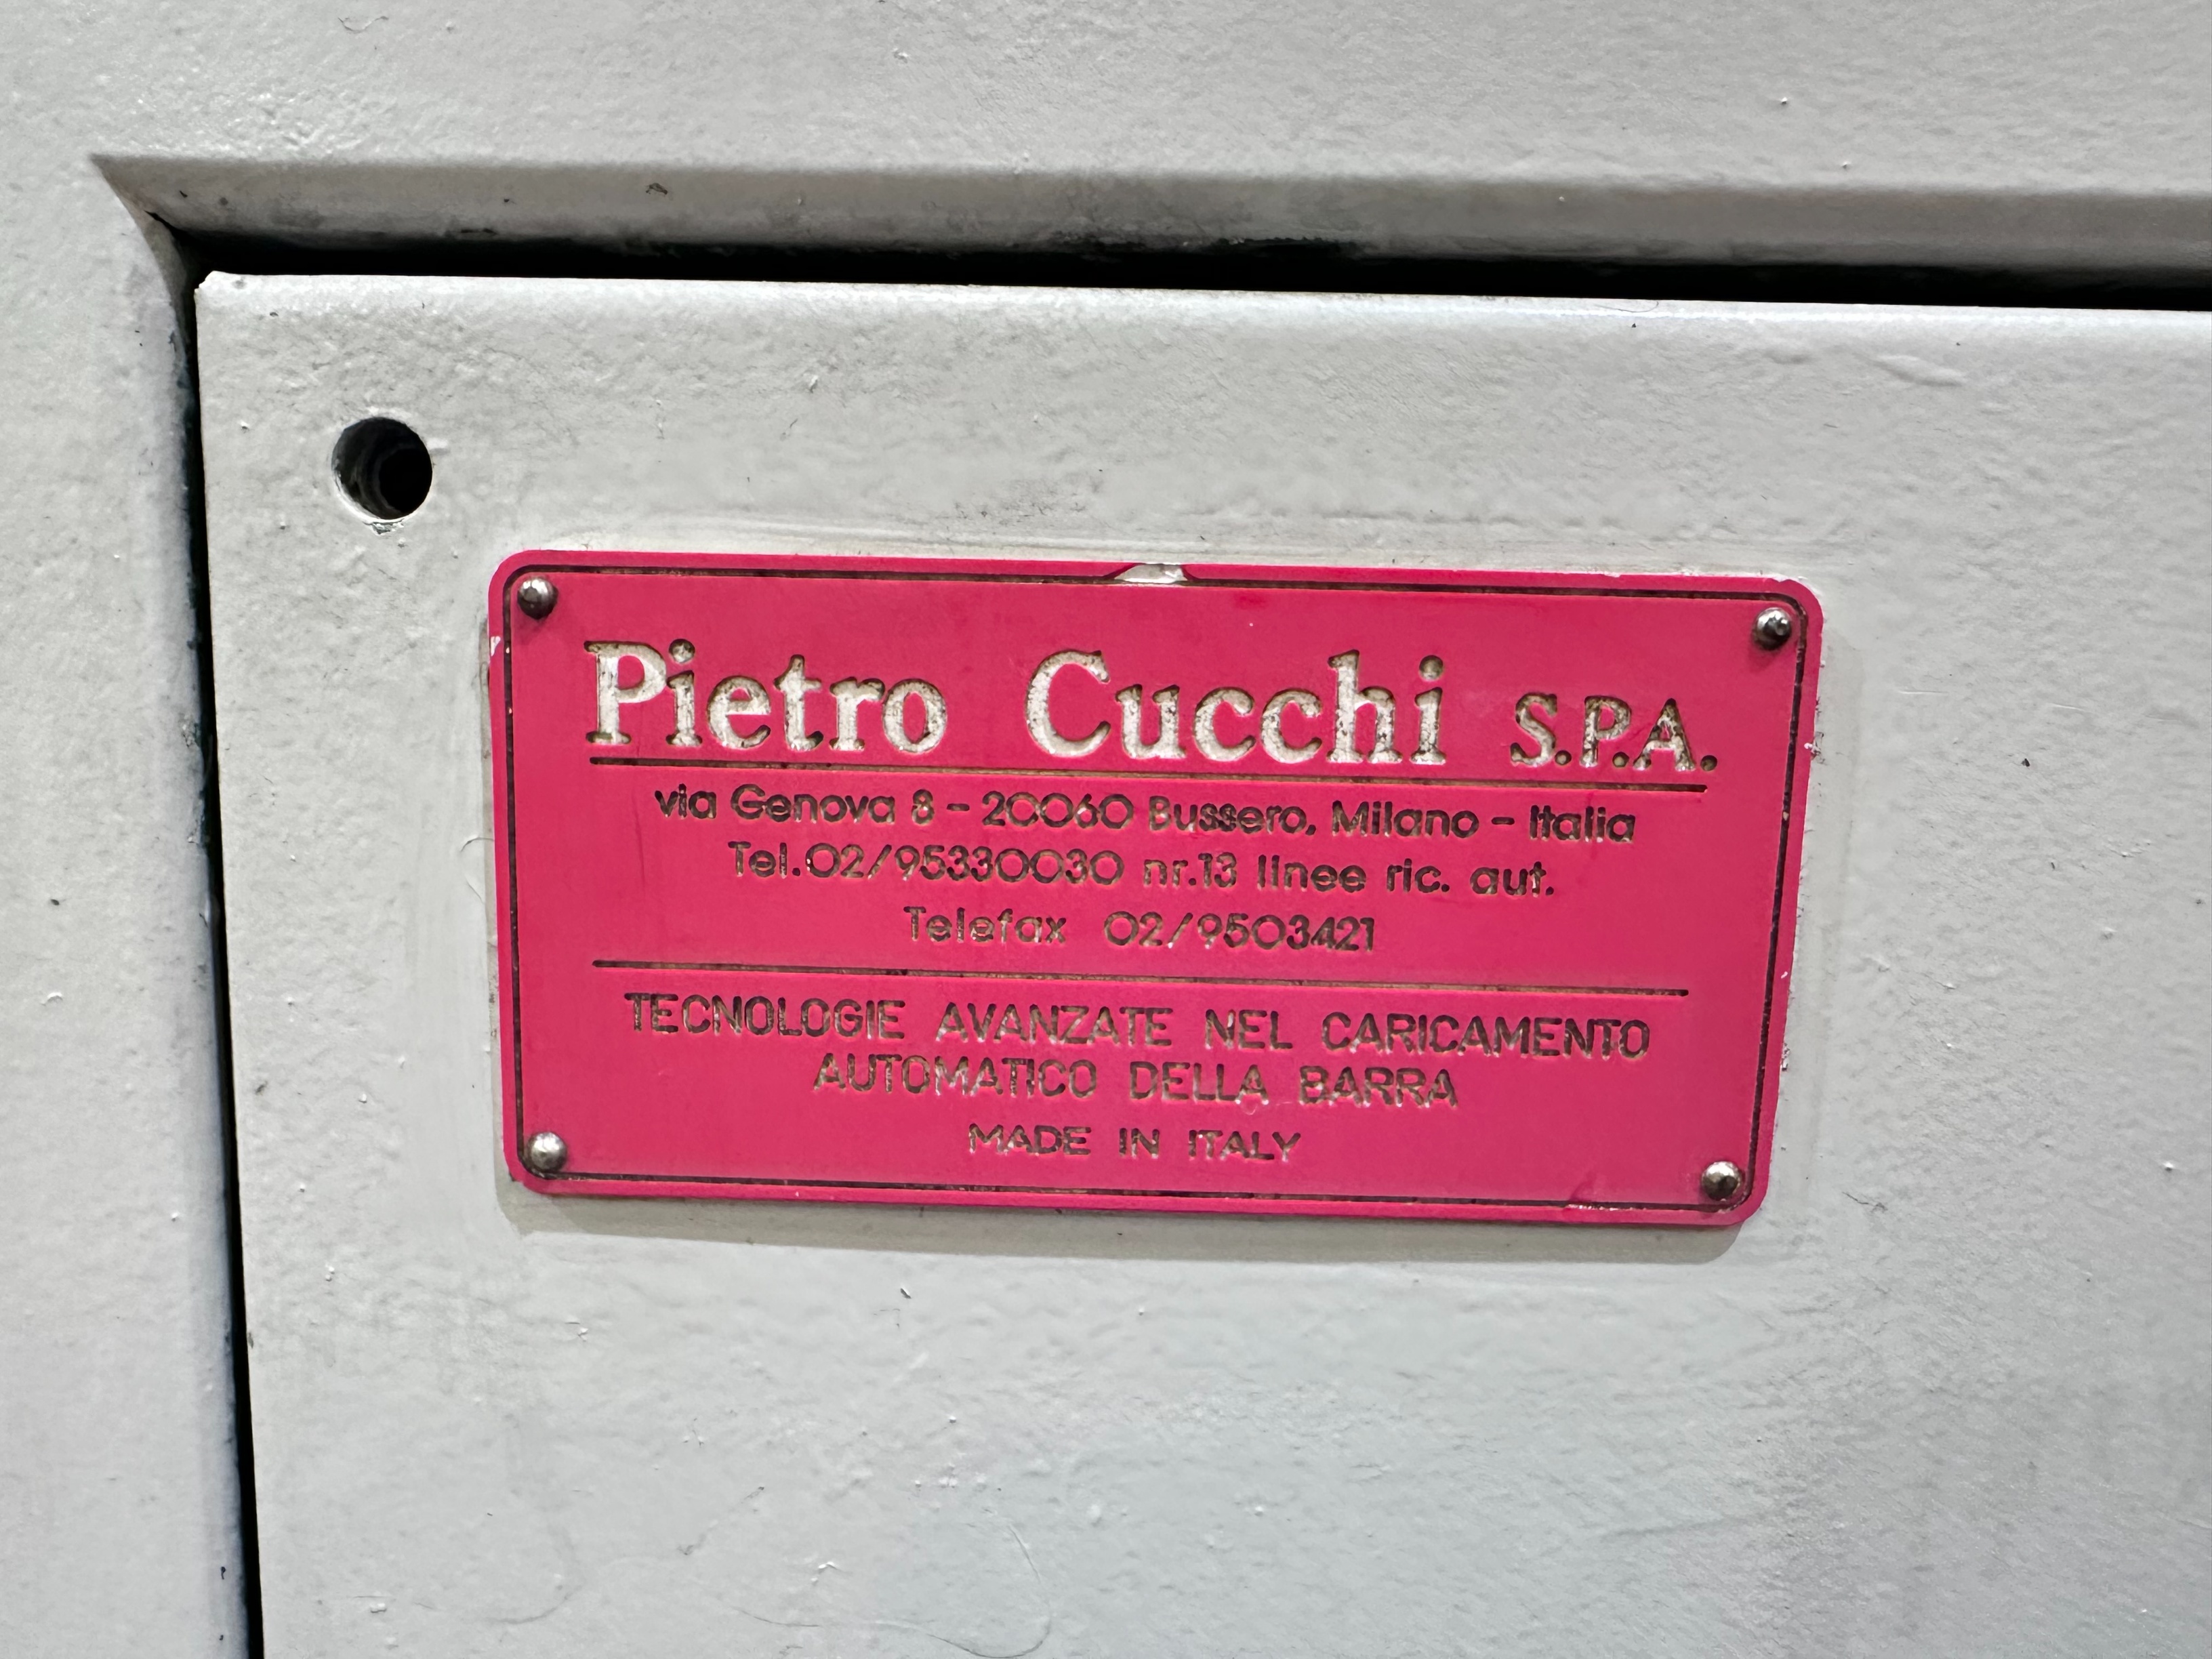 Pietro Cucchi S.P.A.
via Genova 8 - 20060 Bussero, Milano - Italia
Tel.02/95330030 nr.13 linee ric. aut.
Telefax 02/9503421
TECNOLOGIE AVANZATE NEL CARICAMENTO
AUTOMATICO DELLA BARRA
MADE IN ITALY